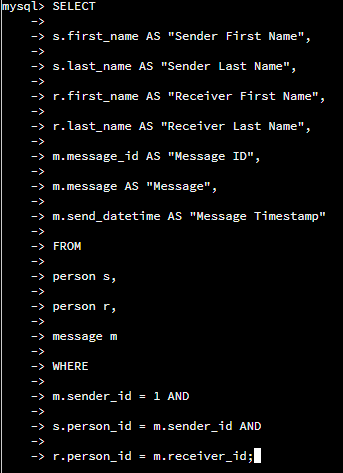 mysql> SELECT
->
-> s.first_name AS "Sender First Name",
->
-> s.last_name AS "Sender Last Name",
->
-> r.first_name AS "Receiver First Name",
->
-> r.last_name AS "Receiver Last Name",
->
-> m.message_id AS "Message ID",
->
-> m.message AS "Message",
->
-> m.send_datetime AS "Message Timestamp"
->
-> FROM
->
-> person s,
->
-> person r,
->
-> message m
->
-> WHERE
->
-> m.sender_id = 1 AND
->
-> s.person_id = m.sender_id AND
->
-> r.person_id = m.receiver_id;